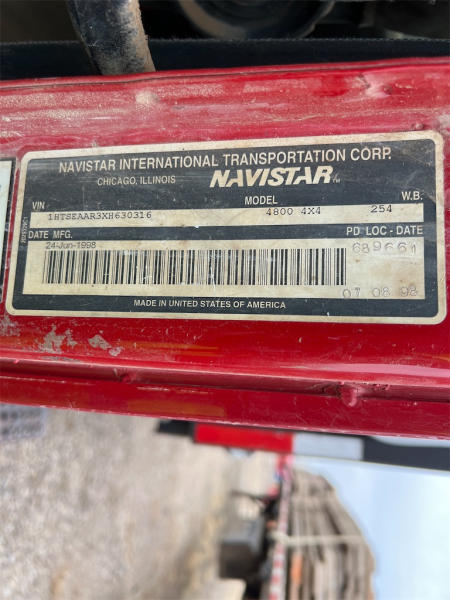 NAVISTAR INTERNATIONAL TRANSPORTATION CORP.
CHICAGO, ILLINOIS NAVISTAR
VIN MODEL W.B.
1HTSEAAR3XH630316 4800 4X4 254
DATE MFG. PD LOC - DATE
24-Jun-1998 689661
07 08 98
MADE IN UNITED STATES OF AMERICA